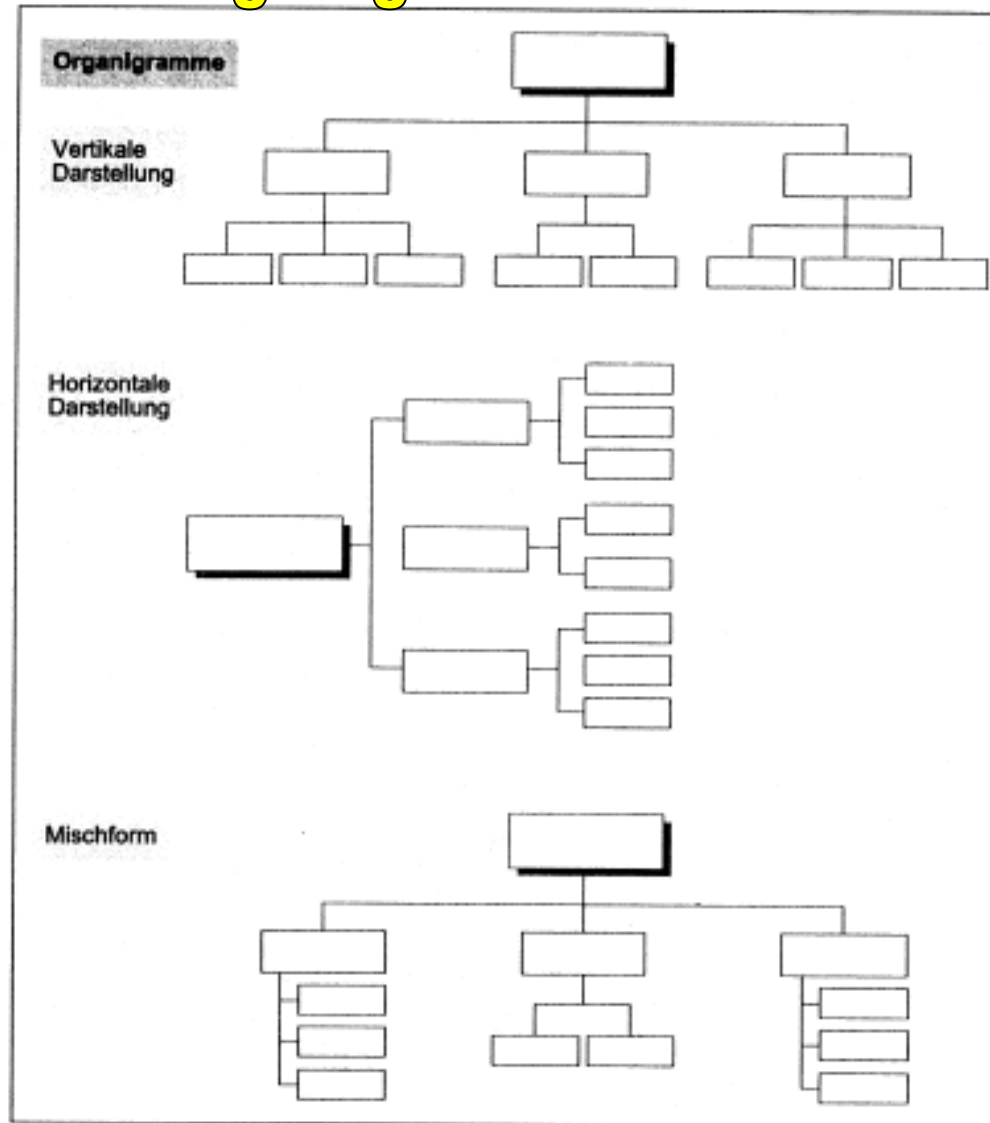 Organigramme
Vertikale
Darstellung
Horizontale
Darstellung
Mischform